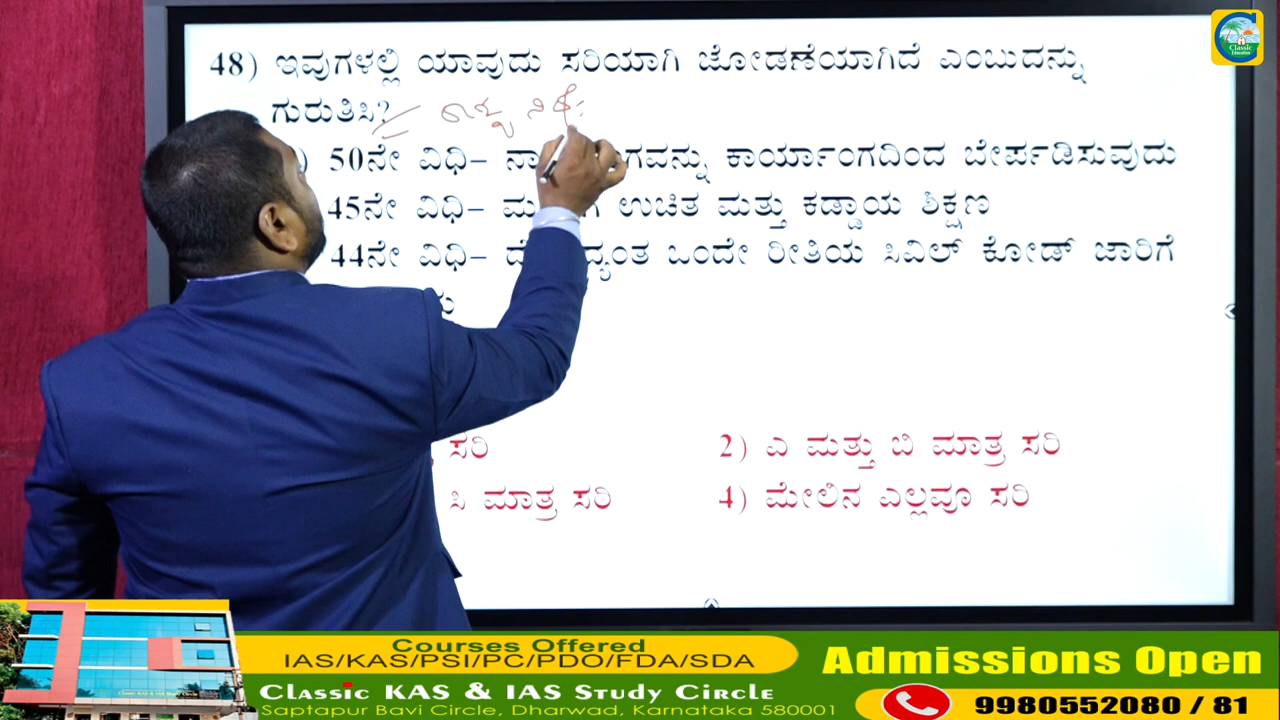 48) ಇವುಗಳಲ್ಲಿ ಯಾವುದು ಸರಿಯಾಗಿ ಜೋಡಣೆಯಾಗಿದೆ ಎಂಬುದನ್ನು
ಗುರುತಿಸಿ?
50ನೇ ವಿಧಿ– ಕಾರ್ಯಾಂಗದಿಂದ ಬೇರ್ಪಡಿಸುವುದು
45ನೇ ವಿಧಿ– ಉಚಿತ ಮತ್ತು ಕಡ್ಡಾಯ ಶಿಕ್ಷಣ
44ನೇ ವಿಧಿ– ಒಂದೇ ರೀತಿಯ ಸಿವಿಲ್ ಕೋಡ್ ಜಾರಿಗೆ
ಸರಿ 2) ಎ ಮತ್ತು ಬಿ ಮಾತ್ರ ಸರಿ
ಸಿ ಮಾತ್ರ ಸರಿ 4) ಮೇಲಿನ ಎಲ್ಲವೂ ಸರಿ
Classic
Education
Courses Offered
IAS/KAS/PSI/PC/PDO/FDA/SDA
Classic KAS & IAS Study Circle
Saptapur Bavi Circle, Dharwad, Karnataka 580001
Admissions Open
9980552080 / 81